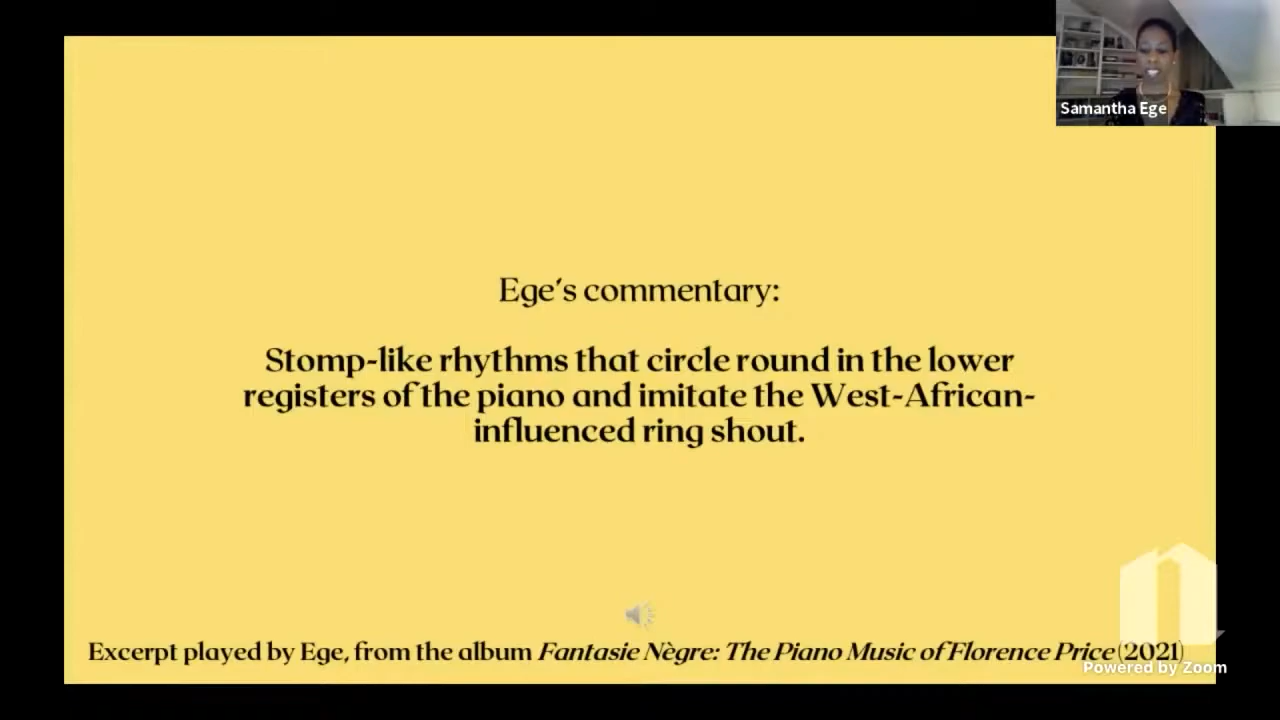 Samantha Ege
Ege's commentary:
Stomp-like rhythms that circle round in the lower
registers of the piano and imitate the West-African-
influenced ring shout.
Excerpt played by Ege, from the album Fantasie Nègre: The Piano Music of Florence Price (2021)
Powered by Zoom